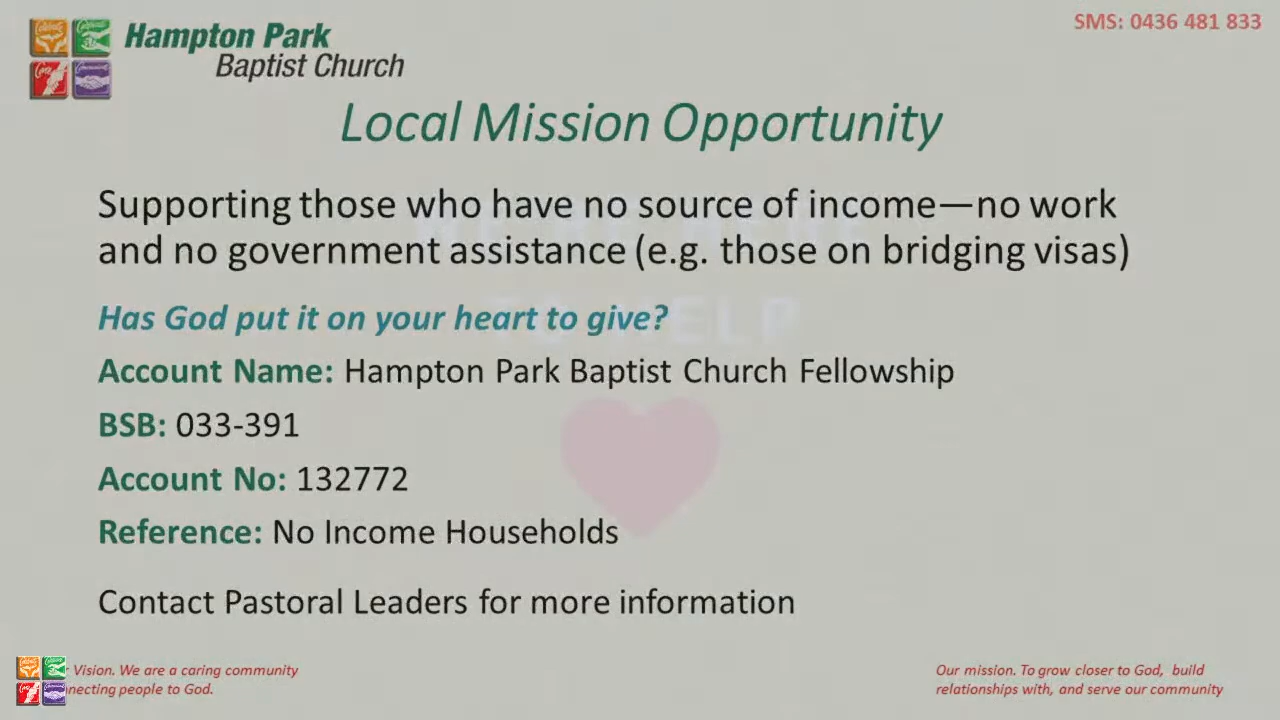 SMS: 0436 481 833
Hampton Park
Baptist Church
Local Mission Opportunity
Supporting those who have no source of income—no work
and no government assistance (e.g. those on bridging visas)
TO HELP
Has God put it on your heart to give?
Account Name: Hampton Park Baptist Church Fellowship
BSB: 033-391
Account No: 132772
Reference: No Income Households
Contact Pastoral Leaders for more information
Vision. We are a caring community
necting people to God.
Our mission. To grow closer to God, build
relationships with, and serve our community